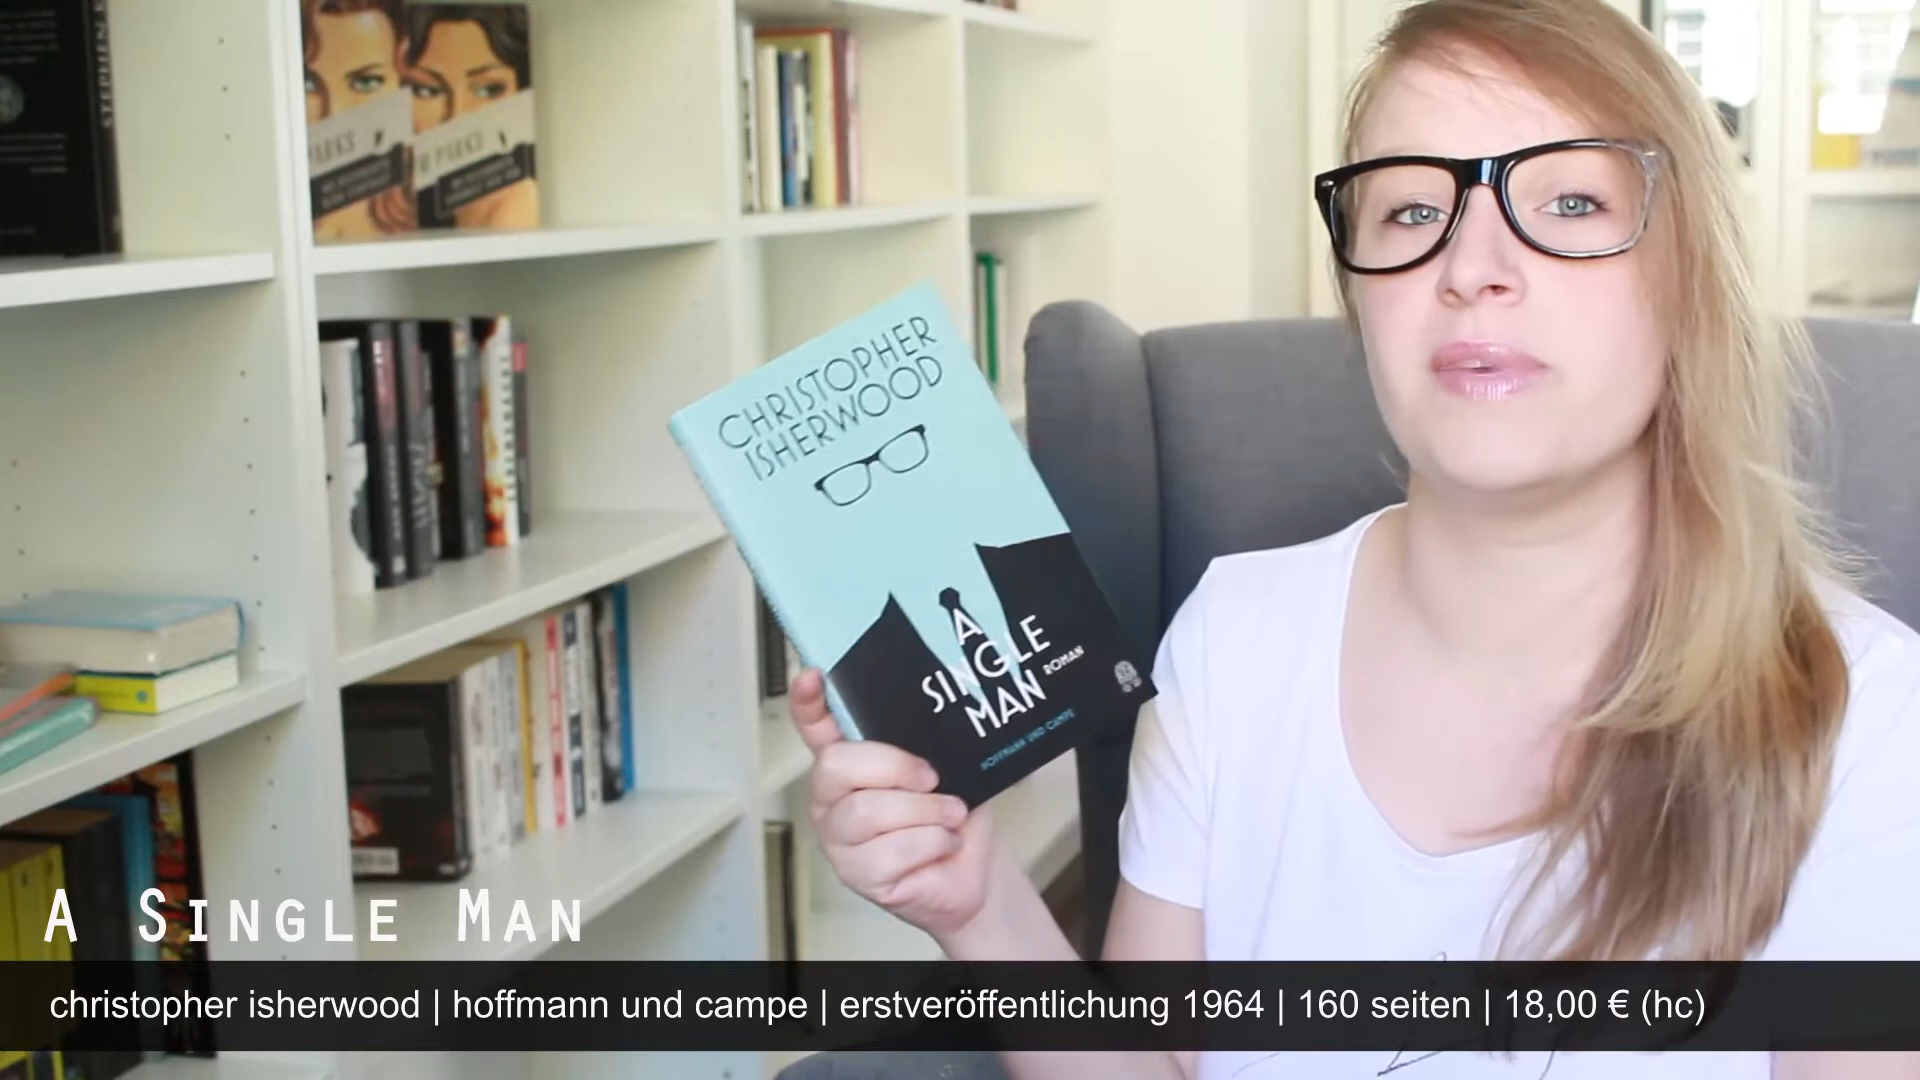 CHRISTOPHER
ISHERWOOD
A
SINGLE
MAN ROMAN
HOFFMANN UND CAMPE
A SINGLE MAN
christopher isherwood | hoffmann und campe | erstveröffentlichung 1964 | 160 seiten | 18,00 € (hc)